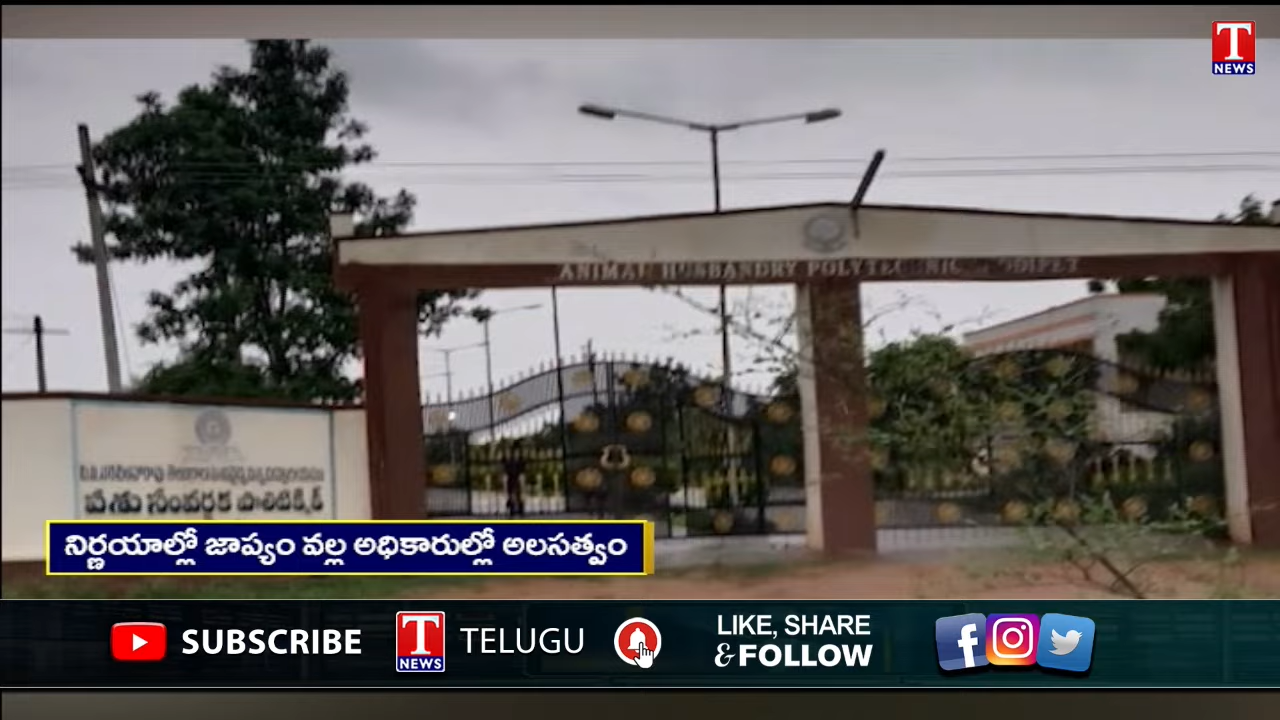 T
NEWS
ANIMAL HUSBANDRY POLYTECHNIC
పశు సంవర్ధక పాలిటెక్నిక్
నిర్ణయాల్లో జాప్యం వల్ల అధికారుల్లో అలసత్వం
SUBSCRIBE
T
NEWS
TELUGU
LIKE, SHARE
& FOLLOW